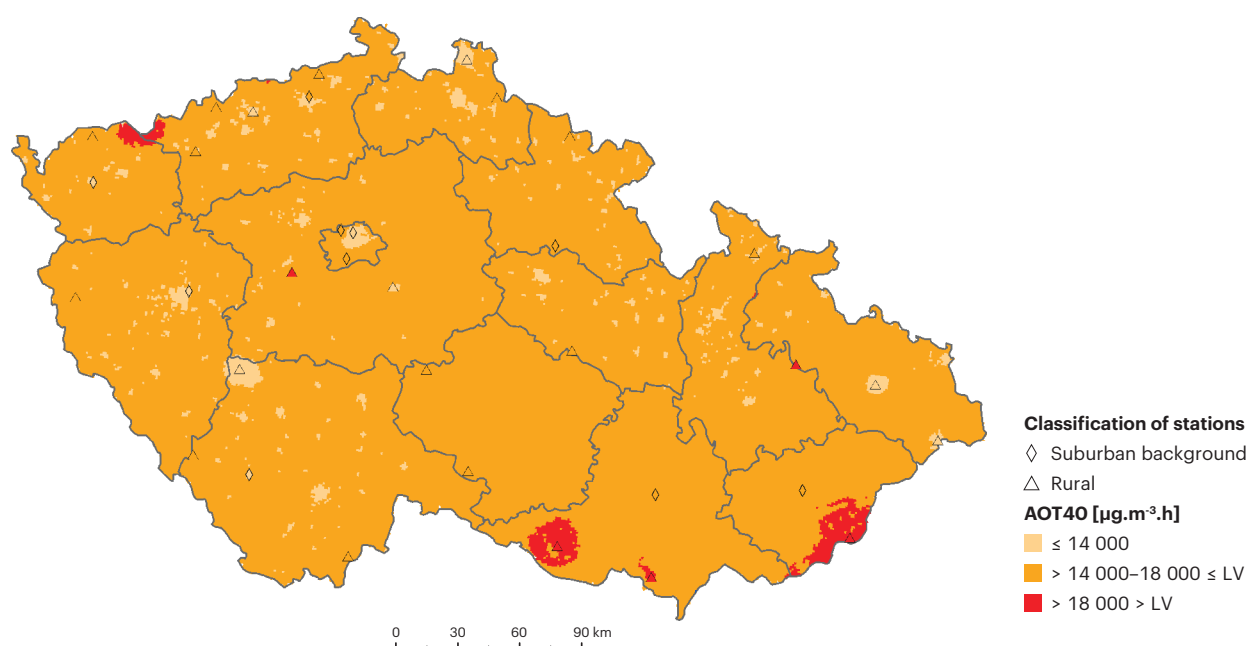 Classification of stations
Suburban background
Rural
AOT40 [µg.m⁻³.h]
≤ 14 000
> 14 000–18 000 ≤ LV
> 18 000 > LV
0 30 60 90 km